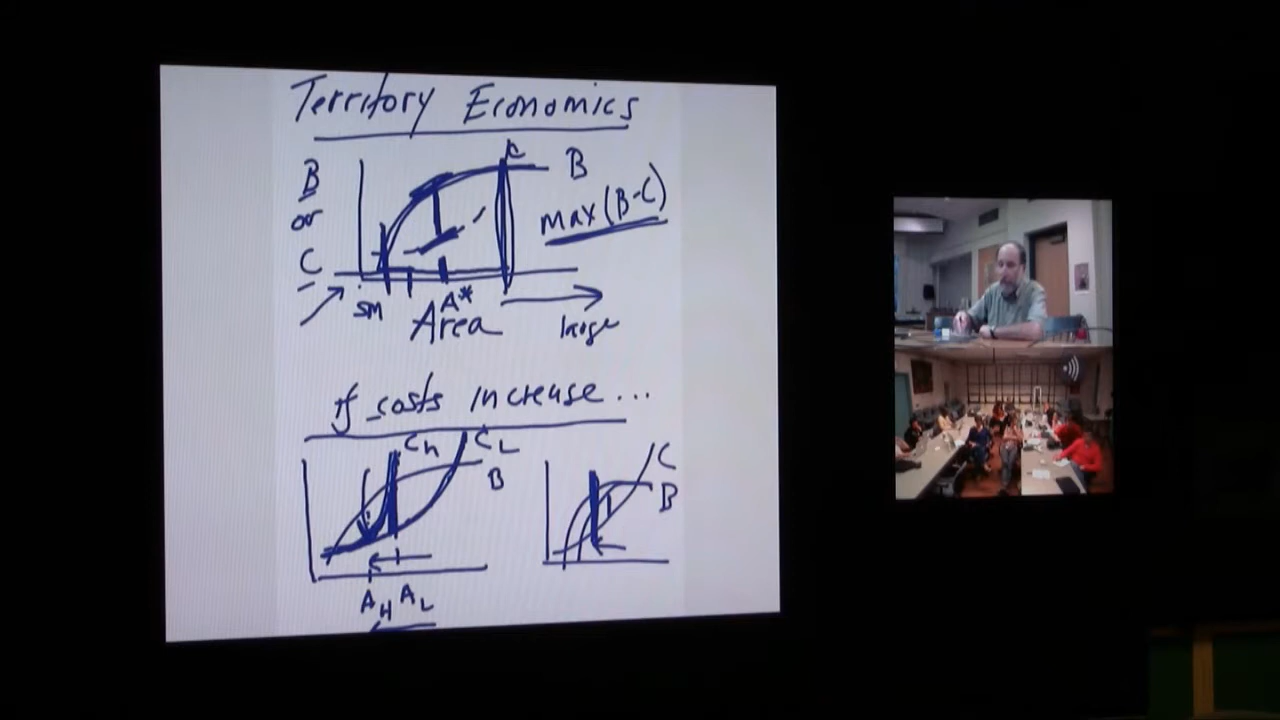 Territory Economics
B
or
C
C
B
max (B-C)
sm
A*
Area
large
if costs increase...
CH
CL
B
AH AL
C
B